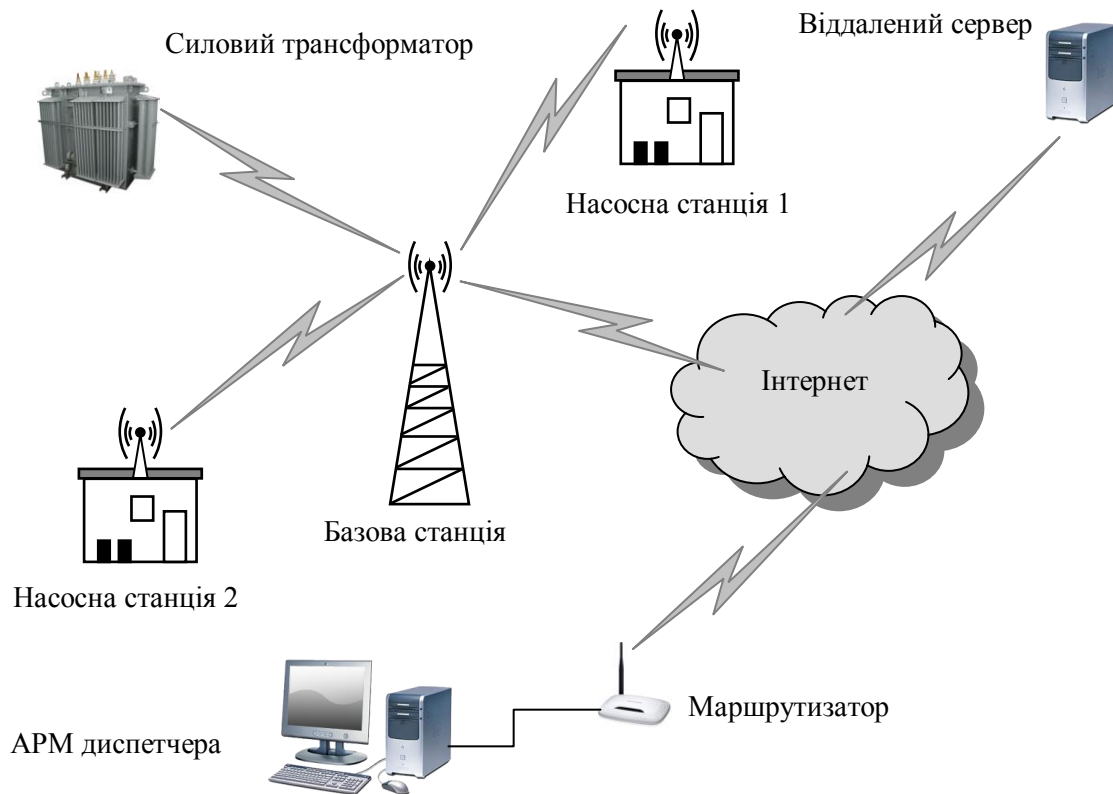 Силовий трансформатор
Віддалений сервер
Насосна станція 1
Інтернет
Базова станція
Насосна станція 2
Маршрутизатор
АРМ диспетчера